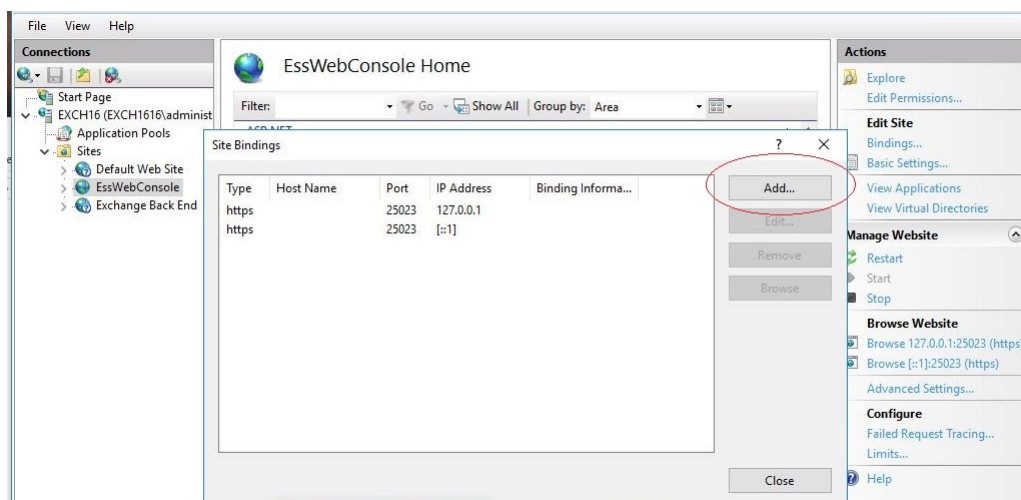 File View Help
Connections
Start Page
EXCH16 (EXCH1616\administ
Application Pools
Sites
Default Web Site
EssWebConsole
Exchange Back End
EssWebConsole Home
Filter: Go Show All Group by: Area
Site Bindings ? X
Type Host Name Port IP Address Binding Informa...
https 25023 127.0.0.1
https 25023 [::1]
Add...
Edit...
Remove
Browse
Close
Actions
Explore
Edit Permissions...
Edit Site
Bindings...
Basic Settings...
View Applications
View Virtual Directories
Manage Website
Restart
Start
Stop
Browse Website
Browse 127.0.0.1:25023 (https
Browse [::1]:25023 (https)
Advanced Settings...
Configure
Failed Request Tracing...
Limits...
Help